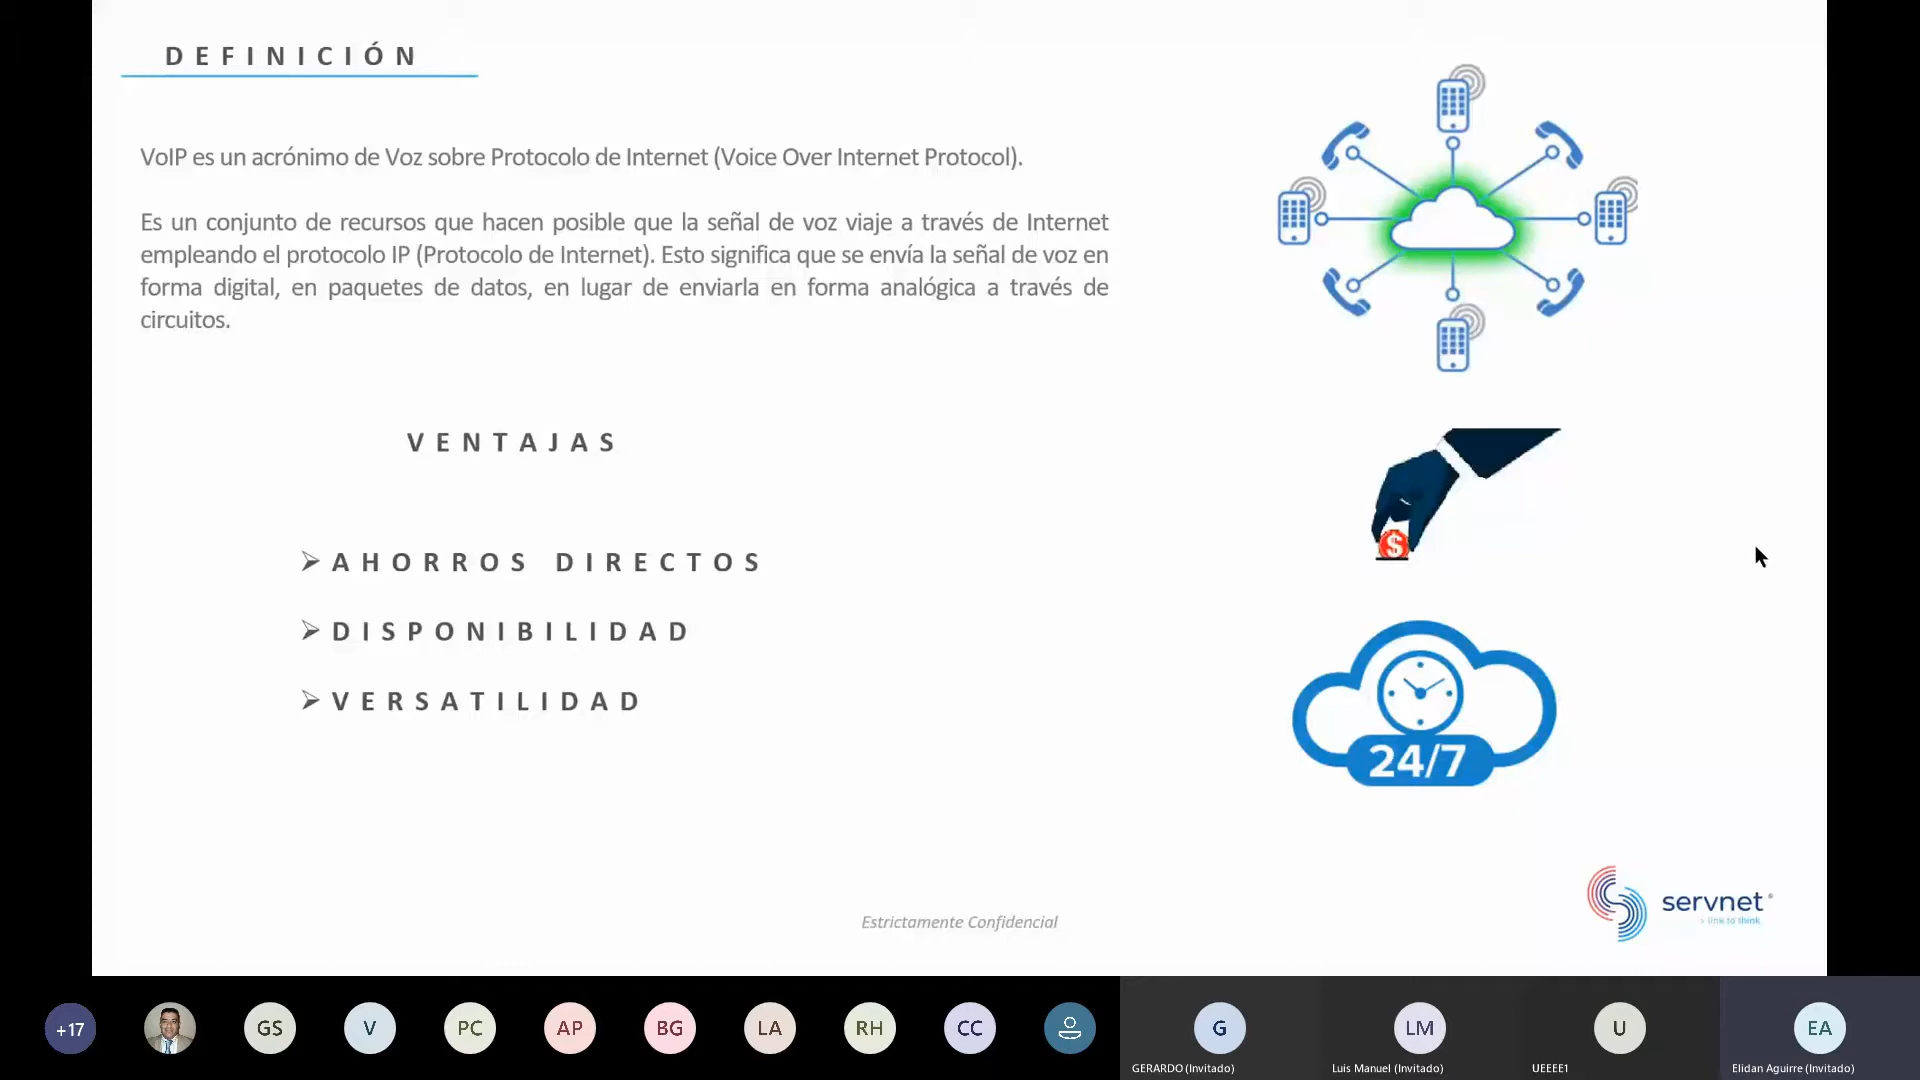 DEFINICIÓN
VoIP es un acrónimo de Voz sobre Protocolo de Internet (Voice Over Internet Protocol).
Es un conjunto de recursos que hacen posible que la señal de voz viaje a través de Internet
empleando el protocolo IP (Protocolo de Internet). Esto significa que se envía la señal de voz en
forma digital, en paquetes de datos, en lugar de enviarla en forma analógica a través de
circuitos.
VENTAJAS
AHORROS DIRECTOS
DISPONIBILIDAD
VERSATILIDAD
$
24/7
Estrictamente Confidencial
servnet
> link to think
+17
GS
V
PC
AP
BG
LA
RH
CC
G
LM
U
EA
GERARDO (Invitado)
Luis Manuel (Invitado)
UEEEE1
Elidan Aguirre (Invitado)